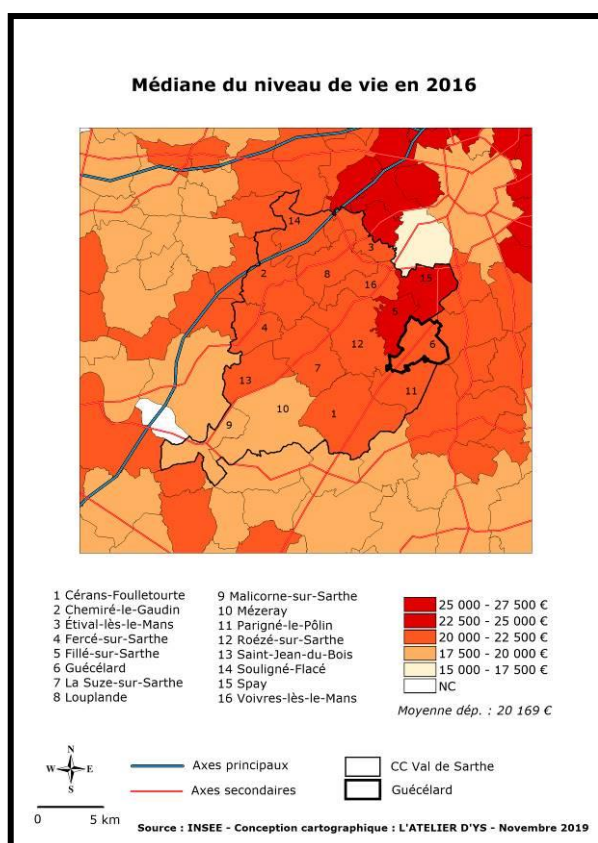 Médiane du niveau de vie en 2016
14
3
2
8
16
15
5
4
12
6
7
13
11
10
1
9
1 Cérans-Foulletourte
2 Chemiré-le-Gaudin
3 Étival-lès-le-Mans
4 Fercé-sur-Sarthe
5 Fillé-sur-Sarthe
6 Guécélard
7 La Suze-sur-Sarthe
8 Louplande
9 Malicorne-sur-Sarthe
10 Mézeray
11 Parigné-le-Pôlin
12 Roézé-sur-Sarthe
13 Saint-Jean-du-Bois
14 Souligné-Flacé
15 Spay
16 Voivres-lès-le-Mans
25 000 - 27 500 €
22 500 - 25 000 €
20 000 - 22 500 €
17 500 - 20 000 €
15 000 - 17 500 €
NC
Moyenne dép. : 20 169 €
N
W E
S
0 5 km
Axes principaux
Axes secondaires
CC Val de Sarthe
Guécélard
Source : INSEE - Conception cartographique : L'ATELIER D'YS - Novembre 2019